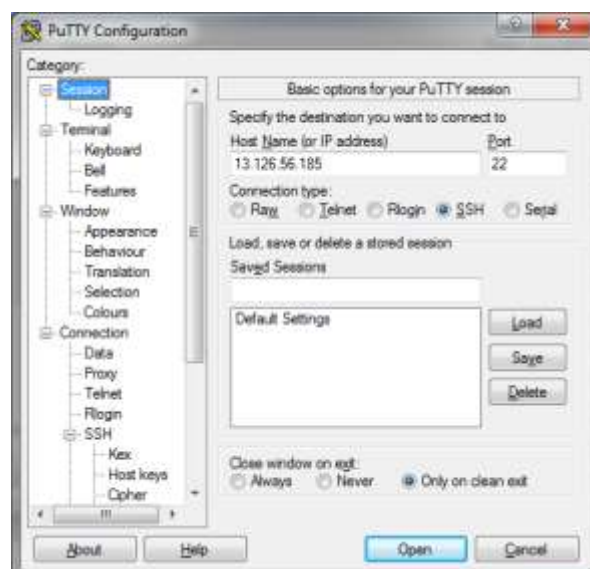 PuTTY Configuration
Category:
Session
Logging
Terminal
Keyboard
Bell
Features
Window
Appearance
Behaviour
Translation
Selection
Colours
Connection
Data
Proxy
Telnet
Rlogin
SSH
Kex
Host keys
Cipher
Basic options for your PuTTY session
Specify the destination you want to connect to
Host Name (or IP address) Port
13.126.56.185 22
Connection type:
Raw Telnet Rlogin SSH Serial
Load, save or delete a stored session
Saved Sessions
Default Settings
Load
Save
Delete
Close window on exit:
Always Never Only on clean exit
About Help Open Cancel